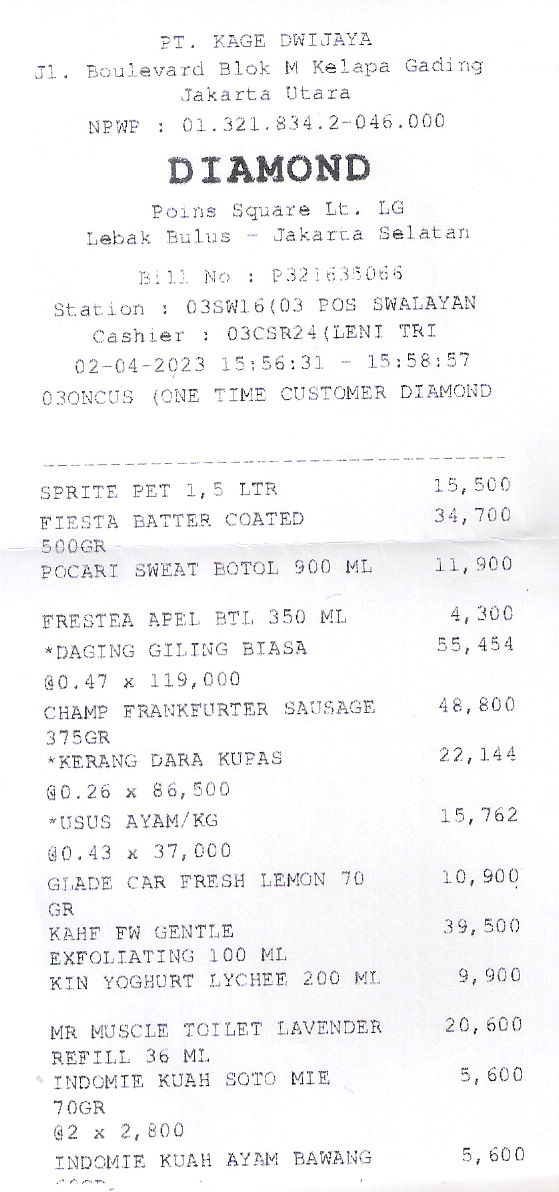 PT. KAGE DWIJAYA
Jl. Boulevard Blok M Kelapa Gading
Jakarta Utara
NPWP : 01.321.834.2-046.000
DIAMOND
Poins Square Lt. LG
Lebak Bulus - Jakarta Selatan
Bill No : P321635066
Station : 03SW16(03 POS SWALAYAN
Cashier : 03CSR24(LENI TRI
02-04-2023 15:56:31 - 15:58:57
03ONCUS (ONE TIME CUSTOMER DIAMOND
SPRITE PET 1,5 LTR 15,500
FIESTA BATTER COATED 34,700
500GR
POCARI SWEAT BOTOL 900 ML 11,900
FRESTEA APEL BTL 350 ML 4,300
*DAGING GILING BIASA 55,454
@0.47 x 119,000
CHAMP FRANKFURTER SAUSAGE 48,800
375GR
*KERANG DARA KUPAS 22,144
@0.26 x 86,500
*USUS AYAM/KG 15,762
@0.43 x 37,000
GLADE CAR FRESH LEMON 70 10,900
GR
KAHF FW GENTLE 39,500
EXFOLIATING 100 ML
KIN YOGHURT LYCHEE 200 ML 9,900
MR MUSCLE TOILET LAVENDER 20,600
REFILL 36 ML
INDOMIE KUAH SOTO MIE 5,600
70GR
@2 x 2,800
INDOMIE KUAH AYAM BAWANG 5,600